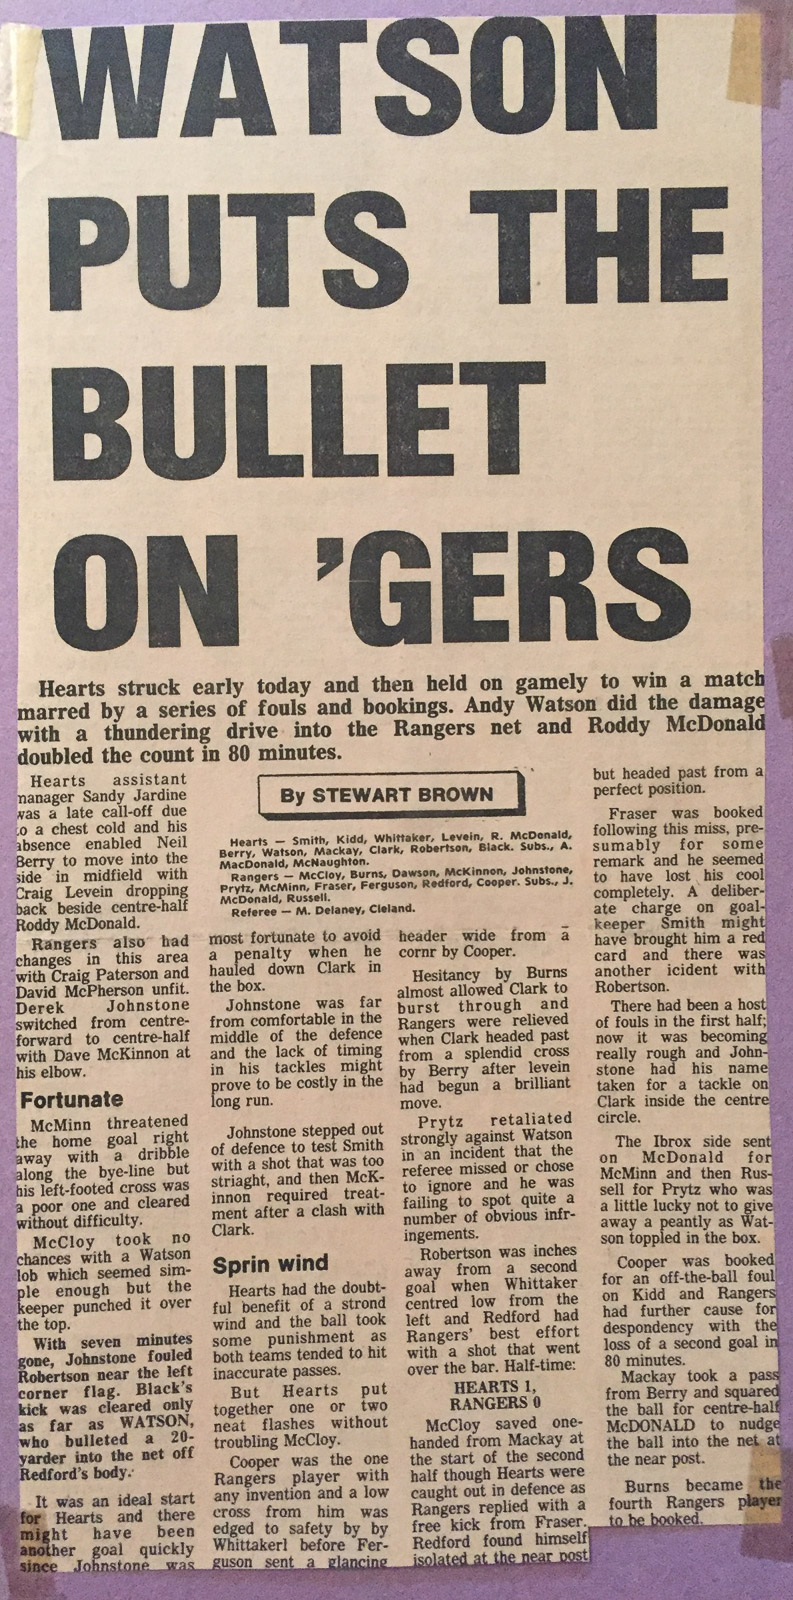 WATSON
PUTS THE
BULLET
ON 'GERS
Hearts struck early today and then held on gamely to win a match
marred by a series of fouls and bookings. Andy Watson did the damage
with a thundering drive into the Rangers net and Roddy McDonald
doubled the count in 80 minutes.
By STEWART BROWN
Hearts — Smith, Kidd, Whittaker, Levein, R. McDonald,
Berry, Watson, Mackay, Clark, Robertson, Black. Subs., A.
MacDonald, McNaughton.
Rangers — McCloy, Burns, Dawson, McKinnon, Johnstone,
Prytz, McMinn, Fraser, Ferguson, Redford, Cooper. Subs., J.
McDonald, Russell.
Referee — M. Delaney, Cleland.
Hearts assistant
manager Sandy Jardine
was a late call-off due
to a chest cold and his
absence enabled Neil
Berry to move into the
side in midfield with
Craig Levein dropping
back beside centre-half
Roddy McDonald.
Rangers also had
changes in this area
with Craig Paterson and
David McPherson unfit.
Derek Johnstone
switched from centre-
forward to centre-half
with Dave McKinnon at
his elbow.
Fortunate
McMinn threatened
the home goal right
away with a dribble
along the bye-line but
his left-footed cross was
a poor one and cleared
without difficulty.
McCloy took no
chances with a Watson
lob which seemed sim-
ple enough but the
keeper punched it over
the top.
With seven minutes
gone, Johnstone fouled
Robertson near the left
corner flag. Black's
kick was cleared only
as far as WATSON,
who bulleted a 20-
yarder into the net off
Redford's body.
It was an ideal start
for Hearts and there
might have been
another goal quickly
since Johnstone was
most fortunate to avoid
a penalty when he
hauled down Clark in
the box.
Johnstone was far
from comfortable in the
middle of the defence
and the lack of timing
in his tackles might
prove to be costly in the
long run.
Johnstone stepped out
of defence to test Smith
with a shot that was too
striaght, and then McK-
innon required treat-
ment after a clash with
Clark.
Sprin wind
Hearts had the doubt-
ful benefit of a strong
wind and the ball took
some punishment as
both teams tended to hit
inaccurate passes.
But Hearts put
together one or two
neat flashes without
troubling McCloy.
Cooper was the one
Rangers player with
any invention and a low
cross from him was
edged to safety by by
Whittakerl before Fer-
guson sent a glancing
header wide from a
cornr by Cooper.
Hesitancy by Burns
almost allowed Clark to
burst through and
Rangers were relieved
when Clark headed past
from a splendid cross
by Berry after levein
had begun a brilliant
move.
Prytz retaliated
strongly against Watson
in an incident that the
referee missed or chose
to ignore and he was
failing to spot quite a
number of obvious infr-
ingements.
Robertson was inches
away from a second
goal when Whittaker
centred low from the
left and Redford had
Rangers' best effort
with a shot that went
over the bar. Half-time:
HEARTS 1,
RANGERS 0
McCloy saved one-
handed from Mackay at
the start of the second
half though Hearts were
caught out in defence as
Rangers replied with a
free kick from Fraser.
Redford found himself
isolated at the near post
but headed past from a
perfect position.
Fraser was booked
following this miss, pre-
sumably for some
remark and he seemed
to have lost his cool
completely. A deliber-
ate charge on goal-
keeper Smith might
have brought him a red
card and there was
another icident with
Robertson.
There had been a host
of fouls in the first half;
now it was becoming
really rough and John-
stone had his name
taken for a tackle on
Clark inside the centre
circle.
The Ibrox side sent
on McDonald for
McMinn and then Rus-
sell for Prytz who was
a little lucky not to give
away a peantly as Wat-
son toppled in the box.
Cooper was booked
for an off-the-ball foul
on Kidd and Rangers
had further cause for
despondency with the
loss of a second goal in
80 minutes.
Mackay took a pass
from Berry and squared
the ball for centre-half
McDONALD to nudge
the ball into the net at
the near post.
Burns became the
fourth Rangers player
to be booked.